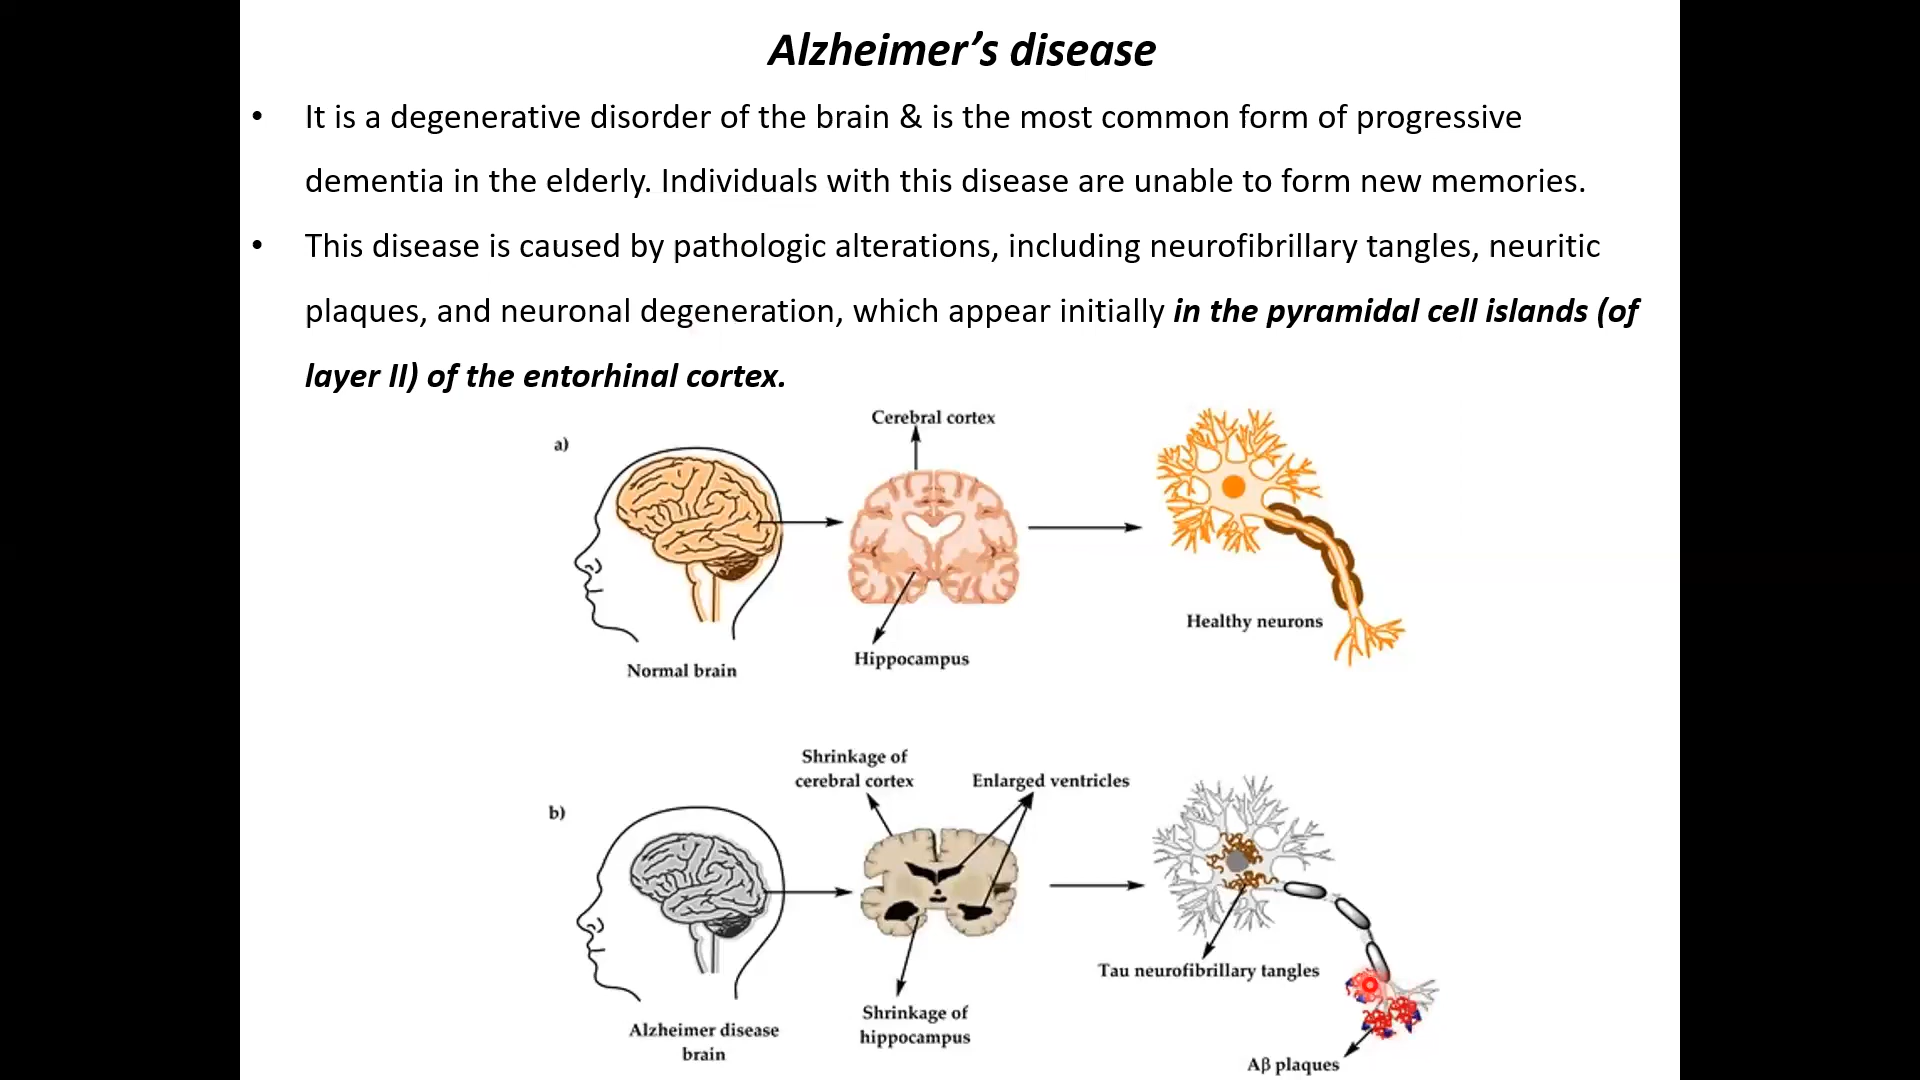 Alzheimer’s disease
• It is a degenerative disorder of the brain & is the most common form of progressive
dementia in the elderly. Individuals with this disease are unable to form new memories.
• This disease is caused by pathologic alterations, including neurofibrillary tangles, neuritic
plaques, and neuronal degeneration, which appear initially in the pyramidal cell islands (of
layer II) of the entorhinal cortex.
Cerebral cortex
a)
Healthy neurons
Hippocampus
Normal brain
Shrinkage of
cerebral cortex
Enlarged ventricles
b)
Tau neurofibrillary tangles
Shrinkage of
hippocampus
Alzheimer disease
brain
Aβ plaques